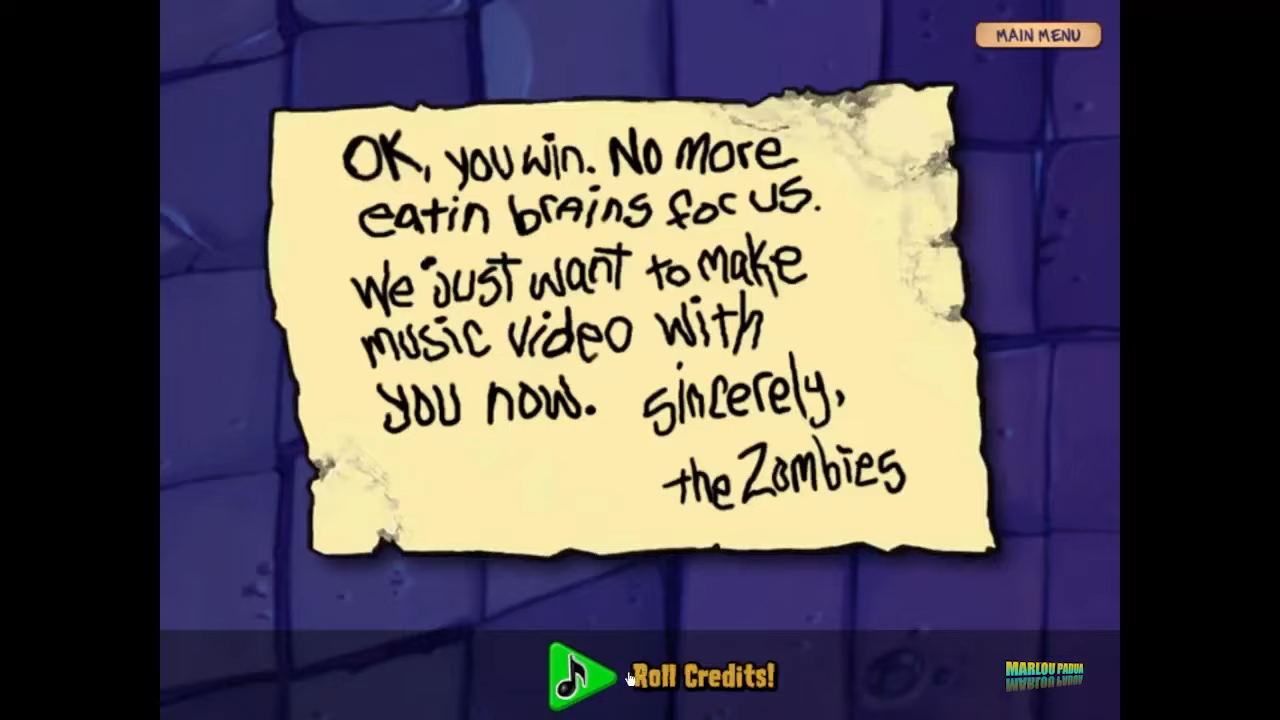 MAIN MENU
OK, you win. No more
eatin brains for us.
We just want to make
music video with
you now. sincerely,
the Zombies
Roll Credits!
MARLOU PADUA